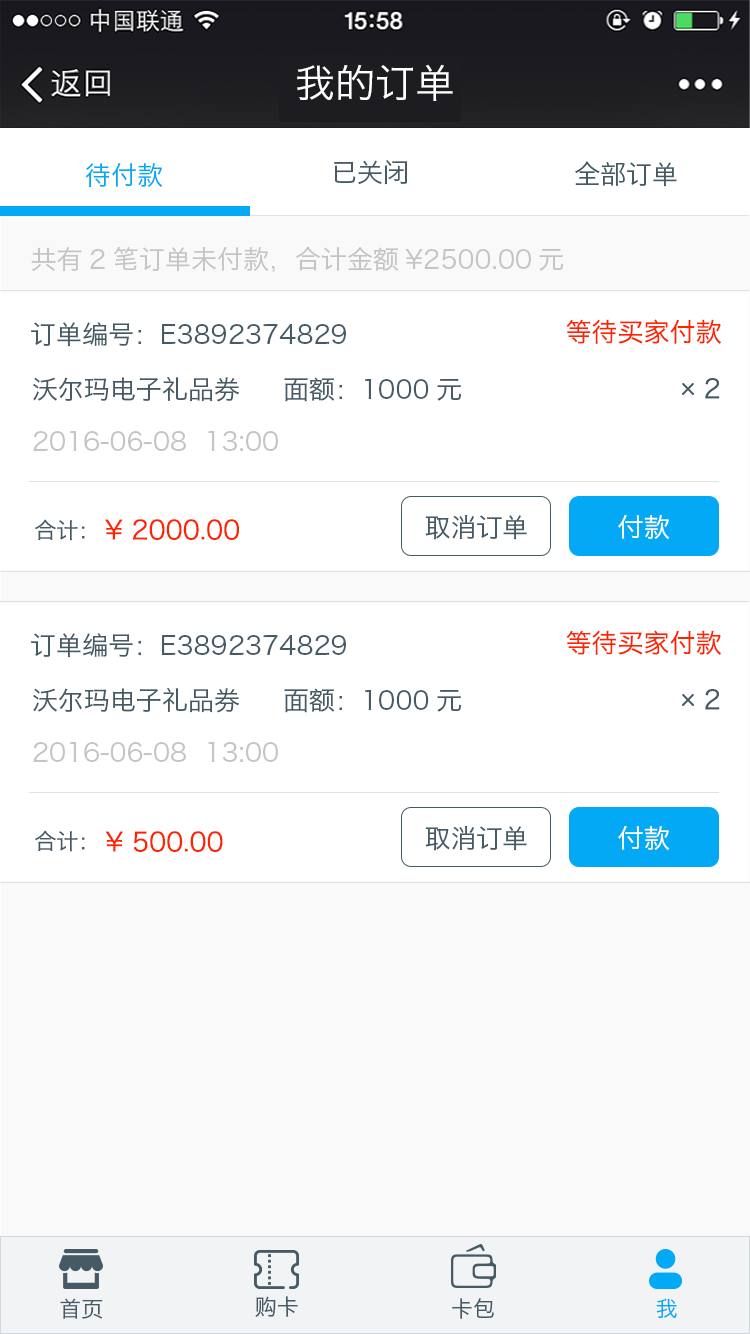 中国联通 15:58
返回 我的订单
待付款 已关闭 全部订单
共有 2 笔订单未付款，合计金额 ¥2500.00 元
订单编号：E3892374829 等待买家付款
沃尔玛电子礼品券 面额：1000 元 × 2
2016-06-08 13:00
合计：¥ 2000.00 取消订单 付款
订单编号：E3892374829 等待买家付款
沃尔玛电子礼品券 面额：1000 元 × 2
2016-06-08 13:00
合计：¥ 500.00 取消订单 付款
首页 购卡 卡包 我